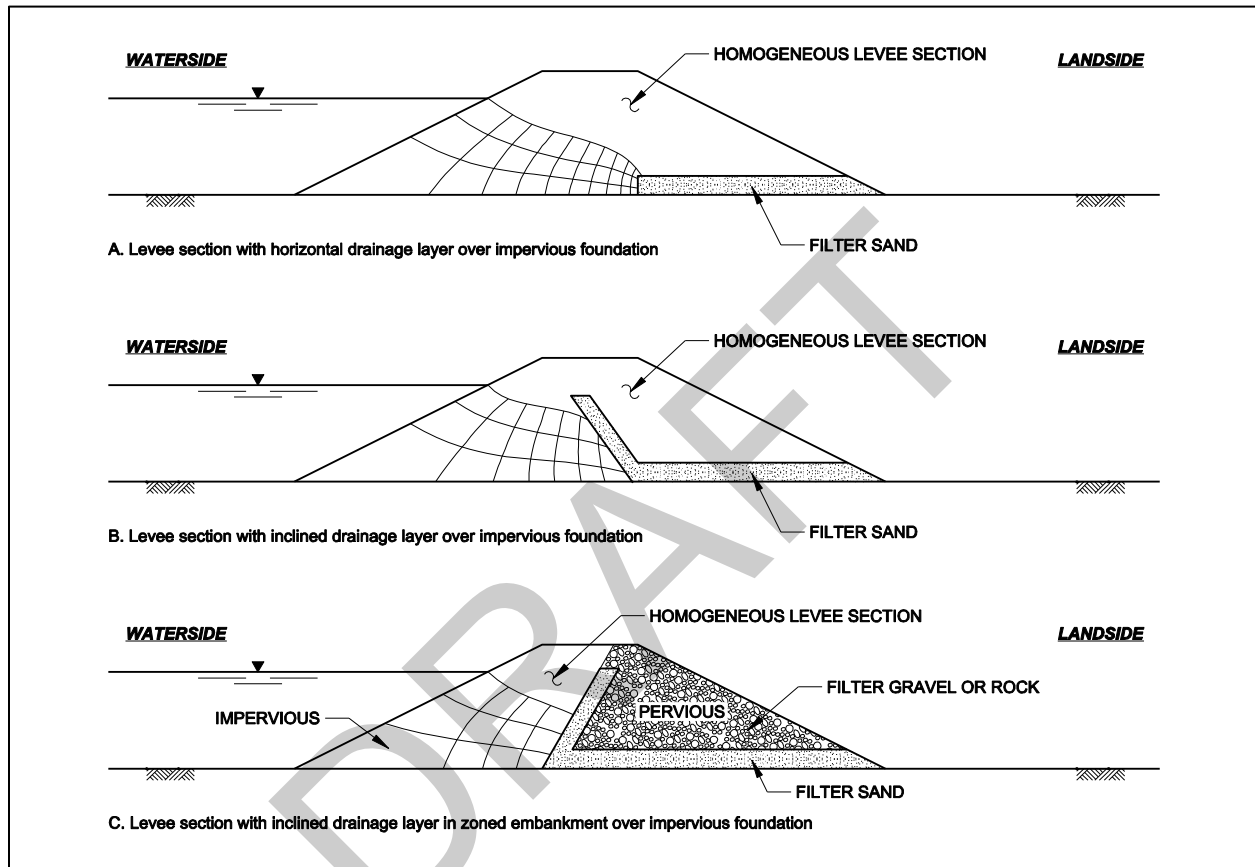 WATERSIDE
HOMOGENEOUS LEVEE SECTION
LANDSIDE
FILTER SAND
A. Levee section with horizontal drainage layer over impervious foundation
WATERSIDE
HOMOGENEOUS LEVEE SECTION
LANDSIDE
FILTER SAND
B. Levee section with inclined drainage layer over impervious foundation
HOMOGENEOUS LEVEE SECTION
WATERSIDE
LANDSIDE
FILTER GRAVEL OR ROCK
PERVIOUS
IMPERVIOUS
FILTER SAND
C. Levee section with inclined drainage layer in zoned embankment over impervious foundation
DRAFT